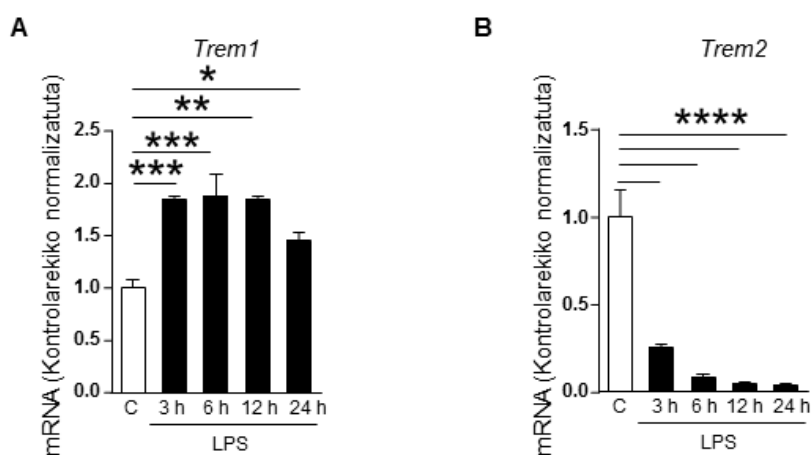 A
Trem1
mRNA (Kontrolarekiko normalizatuta)
*
**
***
***
2.5
2.0
1.5
1.0
0.5
0.0
C 3 h 6 h 12 h 24 h
LPS
B
Trem2
mRNA (Kontrolarekiko normalizatuta)
****
1.5
1.0
0.5
0.0
C 3 h 6 h 12 h 24 h
LPS